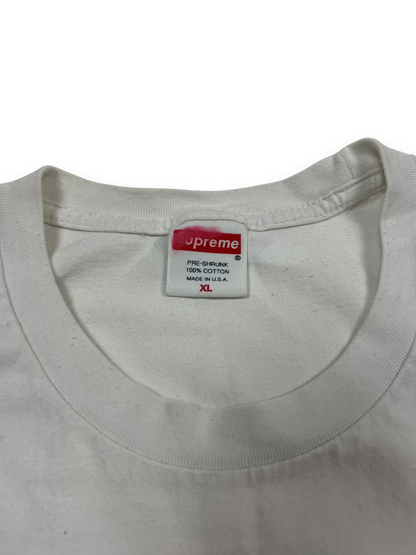 Supreme
®
PRE-SHRUNK
100% COTTON
MADE IN U.S.A.
XL